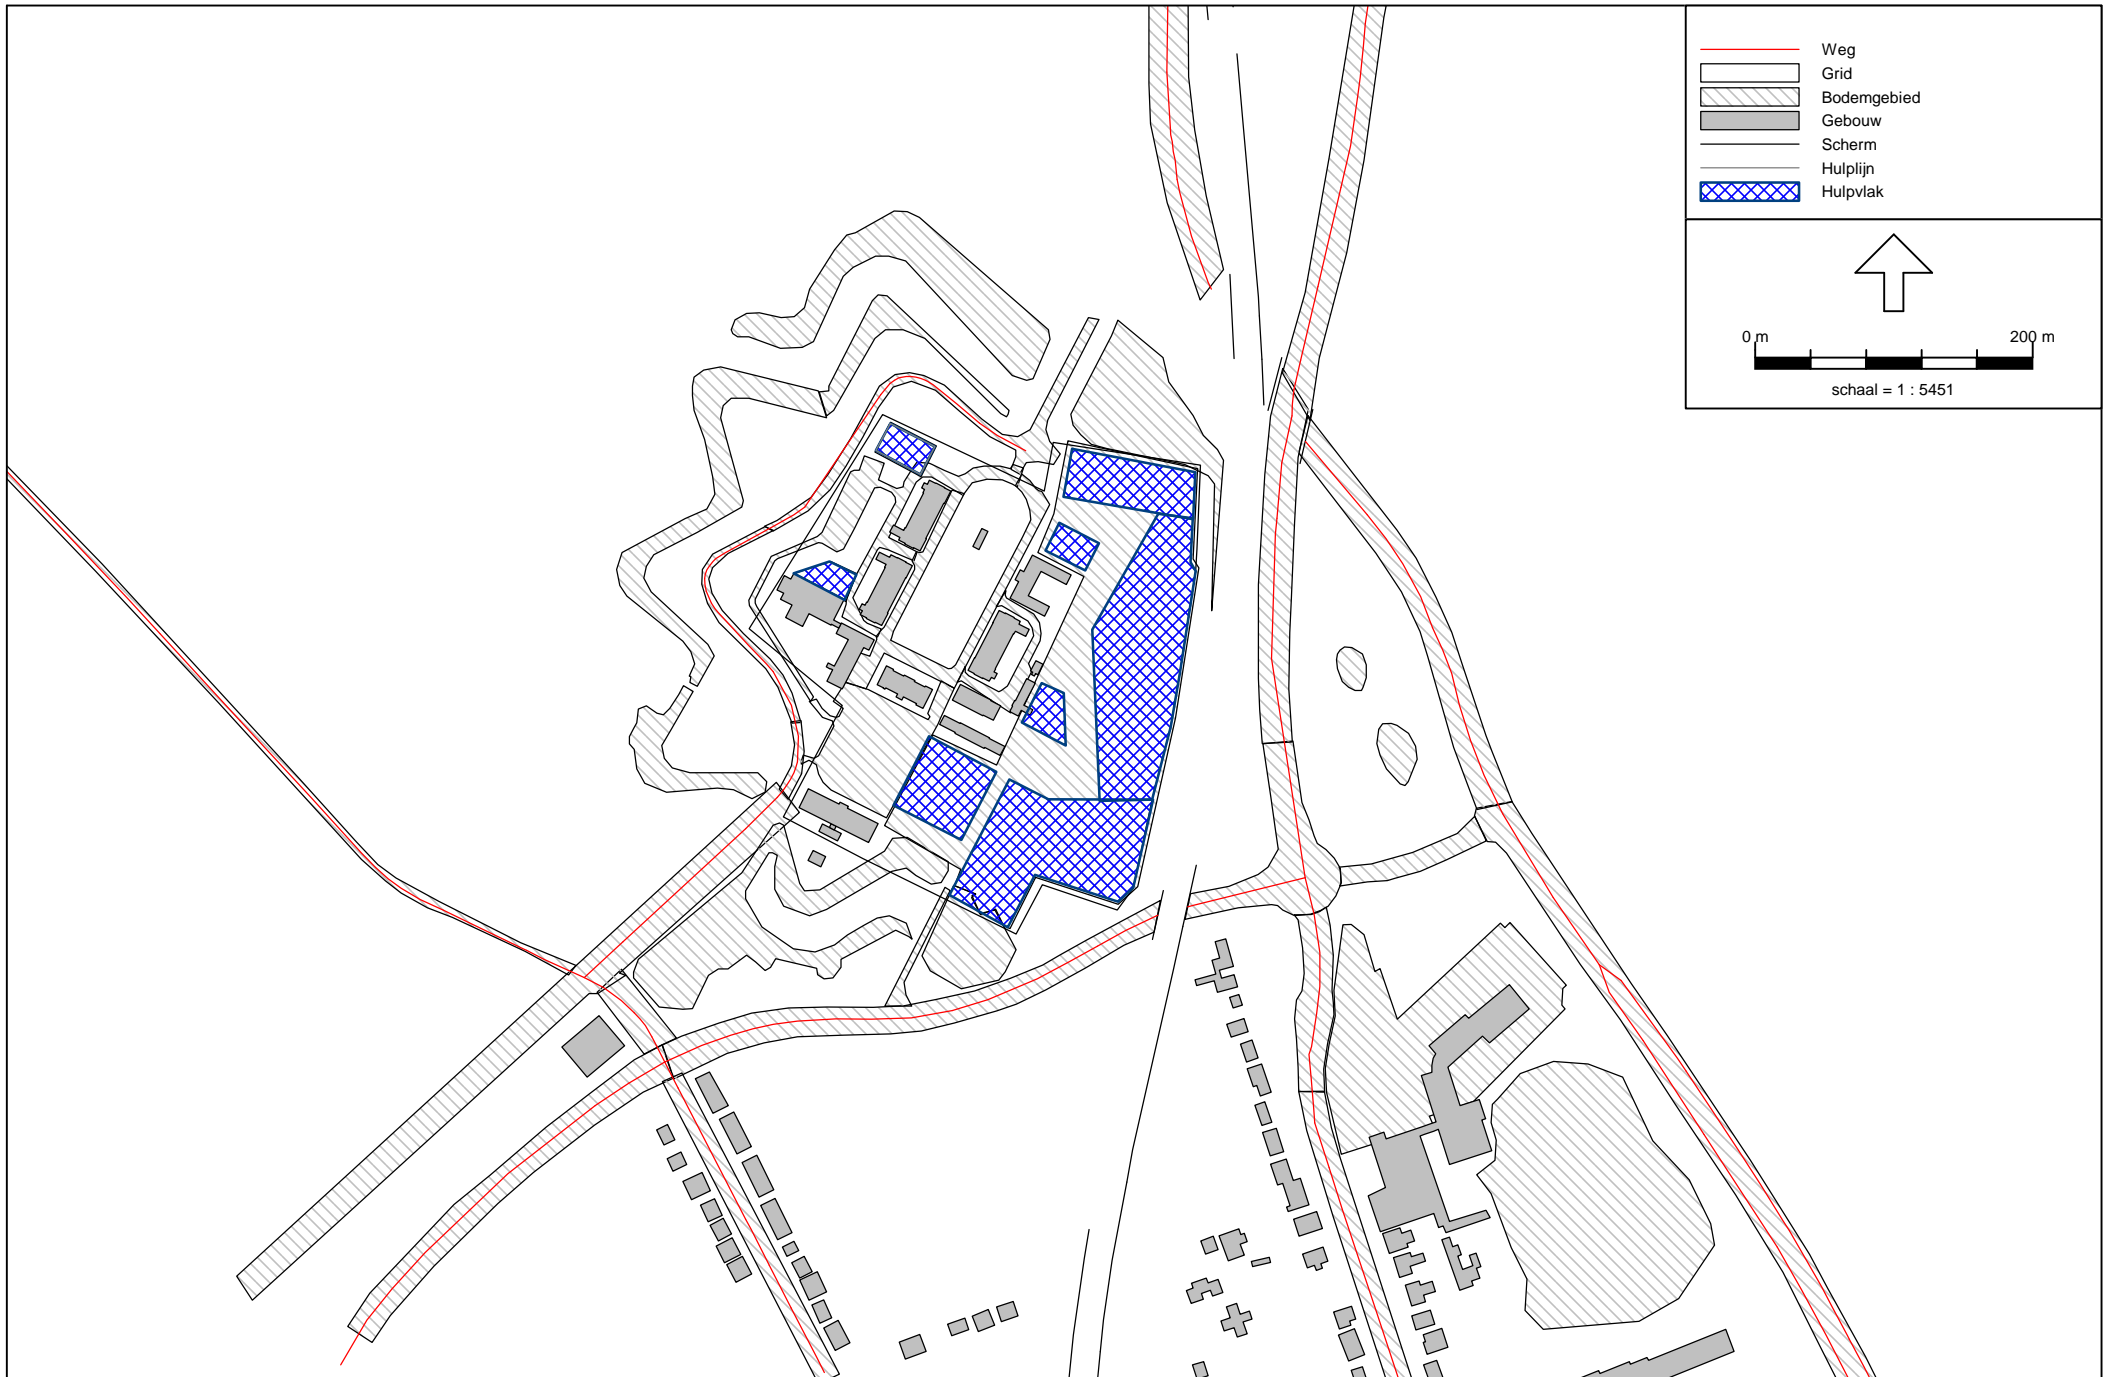 Weg
Grid
Bodemgebied
Gebouw
Scherm
Hulplijn
Hulpvlak
0 m 200 m
schaal = 1 : 5451